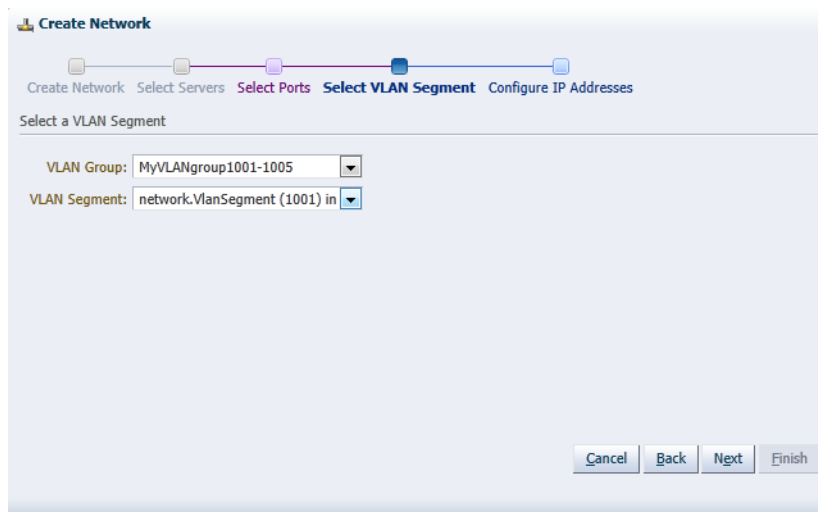 Create Network
Create Network Select Servers Select Ports Select VLAN Segment Configure IP Addresses
Select a VLAN Segment
VLAN Group: MyVLANgroup1001-1005
VLAN Segment: network.VlanSegment (1001) in
Cancel Back Next Finish